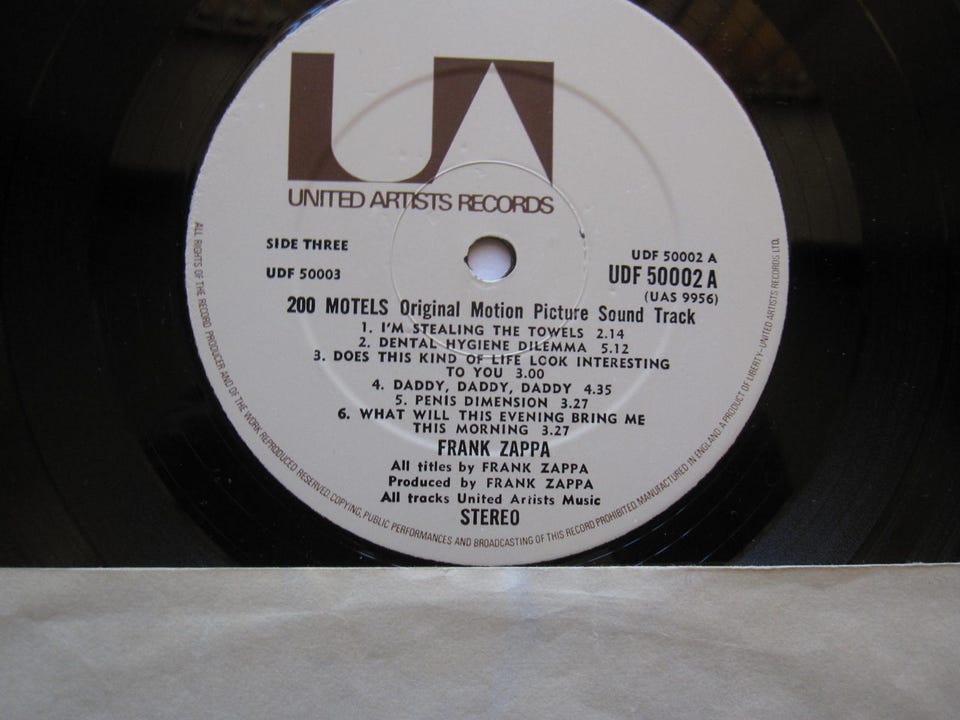 UA
UNITED ARTISTS RECORDS
SIDE THREE
UDF 50003
UDF 50002 A
UDF 50002 A
(UAS 9956)
200 MOTELS Original Motion Picture Sound Track
1. I'M STEALING THE TOWELS 2.14
2. DENTAL HYGIENE DILEMMA 5.12
3. DOES THIS KIND OF LIFE LOOK INTERESTING
TO YOU 3.00
4. DADDY, DADDY, DADDY 4.35
5. PENIS DIMENSION 3.27
6. WHAT WILL THIS EVENING BRING ME
THIS MORNING 3.27
FRANK ZAPPA
All titles by FRANK ZAPPA
Produced by FRANK ZAPPA
All tracks United Artists Music
STEREO
ALL RIGHTS OF THE RECORD PRODUCER AND OF THE WORK REPRODUCED RESERVED. COPYING, PUBLIC PERFORMANCES AND BROADCASTING OF THIS RECORD PROHIBITED. MANUFACTURED IN ENGLAND. A PRODUCT OF LIBERTY-UNITED ARTISTS RECORDS LTD.